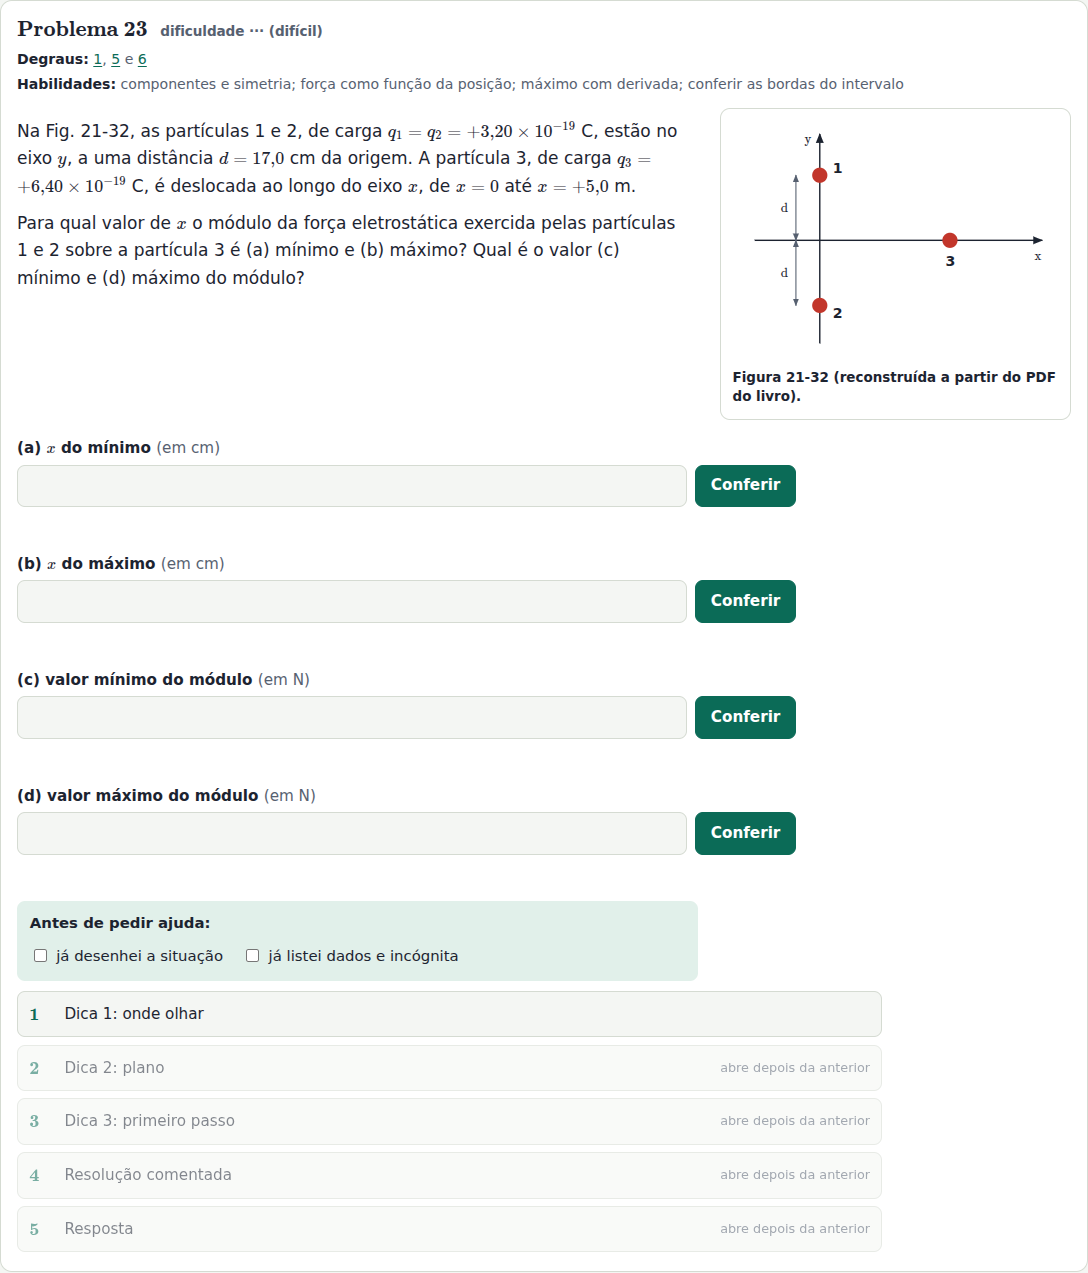 Problema 23 dificuldade ··· (difícil)
Degraus: 1, 5 e 6
Habilidades: componentes e simetria; força como função da posição; máximo com derivada; conferir as bordas do intervalo
Na Fig. 21-32, as partículas 1 e 2, de carga q₁ = q₂ = +3,20 × 10⁻¹⁹ C, estão no
eixo y, a uma distância d = 17,0 cm da origem. A partícula 3, de carga q₃ =
+6,40 × 10⁻¹⁹ C, é deslocada ao longo do eixo x, de x = 0 até x = +5,0 m.
Para qual valor de x o módulo da força eletrostática exercida pelas partículas
1 e 2 sobre a partícula 3 é (a) mínimo e (b) máximo? Qual é o valor (c)
mínimo e (d) máximo do módulo?
y
1
d
x
3
d
2
Figura 21-32 (reconstruída a partir do PDF
do livro).
(a) x do mínimo (em cm)
Conferir
(b) x do máximo (em cm)
Conferir
(c) valor mínimo do módulo (em N)
Conferir
(d) valor máximo do módulo (em N)
Conferir
Antes de pedir ajuda:
já desenhei a situação já listei dados e incógnita
1 Dica 1: onde olhar
2 Dica 2: plano abre depois da anterior
3 Dica 3: primeiro passo abre depois da anterior
4 Resolução comentada abre depois da anterior
5 Resposta abre depois da anterior